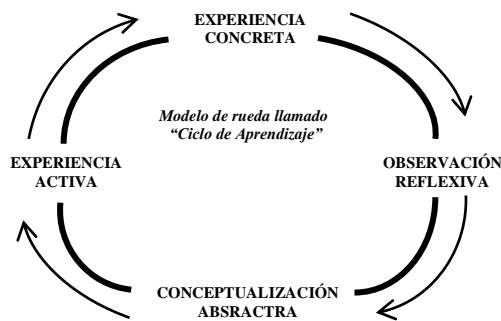 EXPERIENCIA
CONCRETA
Modelo de rueda llamado
“Ciclo de Aprendizaje”
EXPERIENCIA
ACTIVA
OBSERVACIÓN
REFLEXIVA
CONCEPTUALIZACIÓN
ABSRACTRA